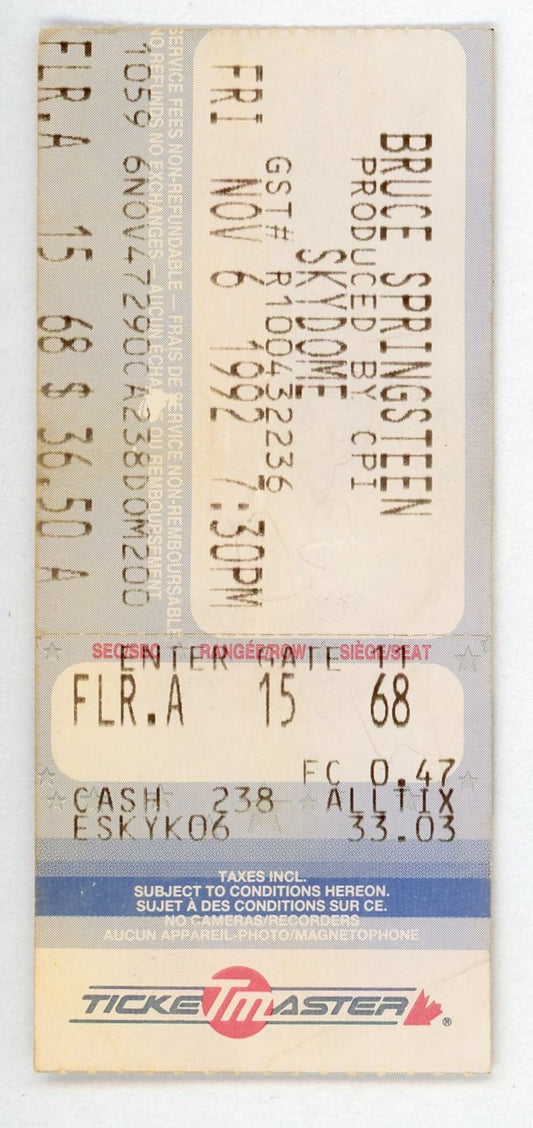 BRUCE SPRINGSTEEN
PRODUCED BY CPI
SKYDOME
GST# R100432236
FRI NOV 6 1992 7:30PM
SERVICE FEES NON-REFUNDABLE — FRAIS DE SERVICE NON-REMBOURSABLE
NO REFUNDS NO EXCHANGES — AUCUN ÉCHA OU REMBOURSEMENT
1059 6NOV47290CA238DOM200
FLR.A 15 68 $ 36.50 A
SEC/SEC RANGÉE/ROW SIÈGE/SEAT
ENTER GATE 11
FLR.A 15 68
FC 0.47
CASH 238 ALLTIX
ESKYK06 33.03
TAXES INCL.
SUBJECT TO CONDITIONS HEREON.
SUJET À DES CONDITIONS SUR CE.
NO CAMERAS/RECORDERS
AUCUN APPAREIL-PHOTO/MAGNETOPHONE
TICKETMASTER®